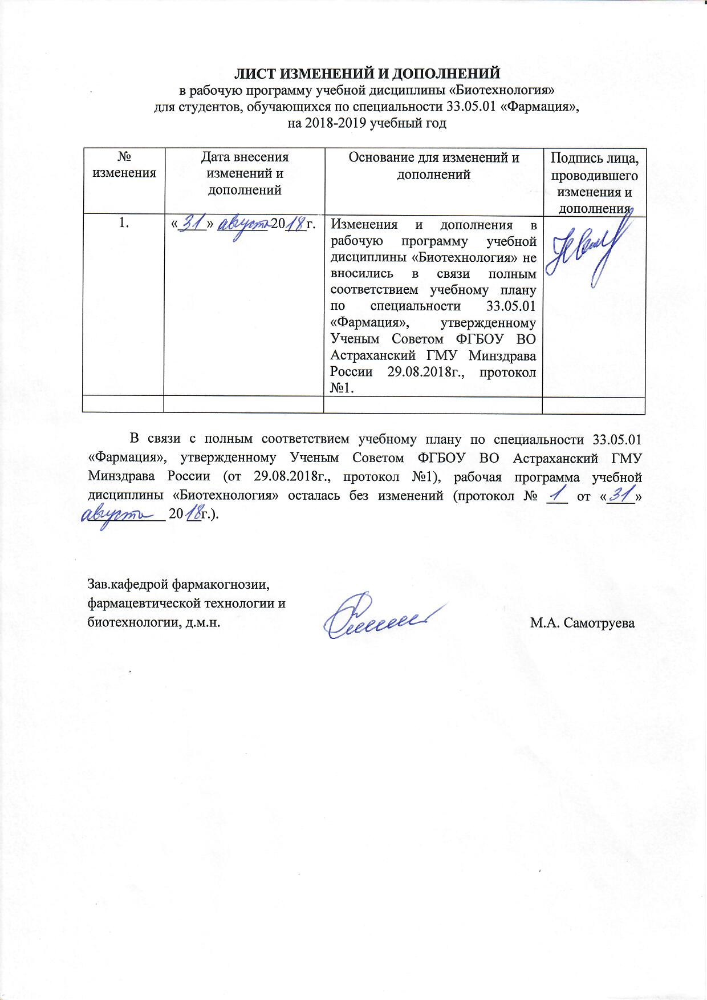 ЛИСТ ИЗМЕНЕНИЙ И ДОПОЛНЕНИЙ
в рабочую программу учебной дисциплины «Биотехнология»
для студентов, обучающихся по специальности 33.05.01 «Фармация»,
на 2018-2019 учебный год
№
изменения
Дата внесения
изменений и
дополнений
Основание для изменений и
дополнений
Подпись лица,
проводившего
изменения и
дополнения
1.
«31» августа 2018г.
Изменения и дополнения в
рабочую программу учебной
дисциплины «Биотехнология» не
вносились в связи полным
соответствием учебному плану
по специальности 33.05.01
«Фармация», утвержденному
Ученым Советом ФГБОУ ВО
Астраханский ГМУ Минздрава
России 29.08.2018г., протокол
№1.
В связи с полным соответствием учебному плану по специальности 33.05.01
«Фармация», утвержденному Ученым Советом ФГБОУ ВО Астраханский ГМУ
Минздрава России (от 29.08.2018г., протокол №1), рабочая программа учебной
дисциплины «Биотехнология» осталась без изменений (протокол № 1 от «31»
августа 2018г.).
Зав.кафедрой фармакогнозии,
фармацевтической технологии и
биотехнологии, д.м.н. М.А. Самотруева